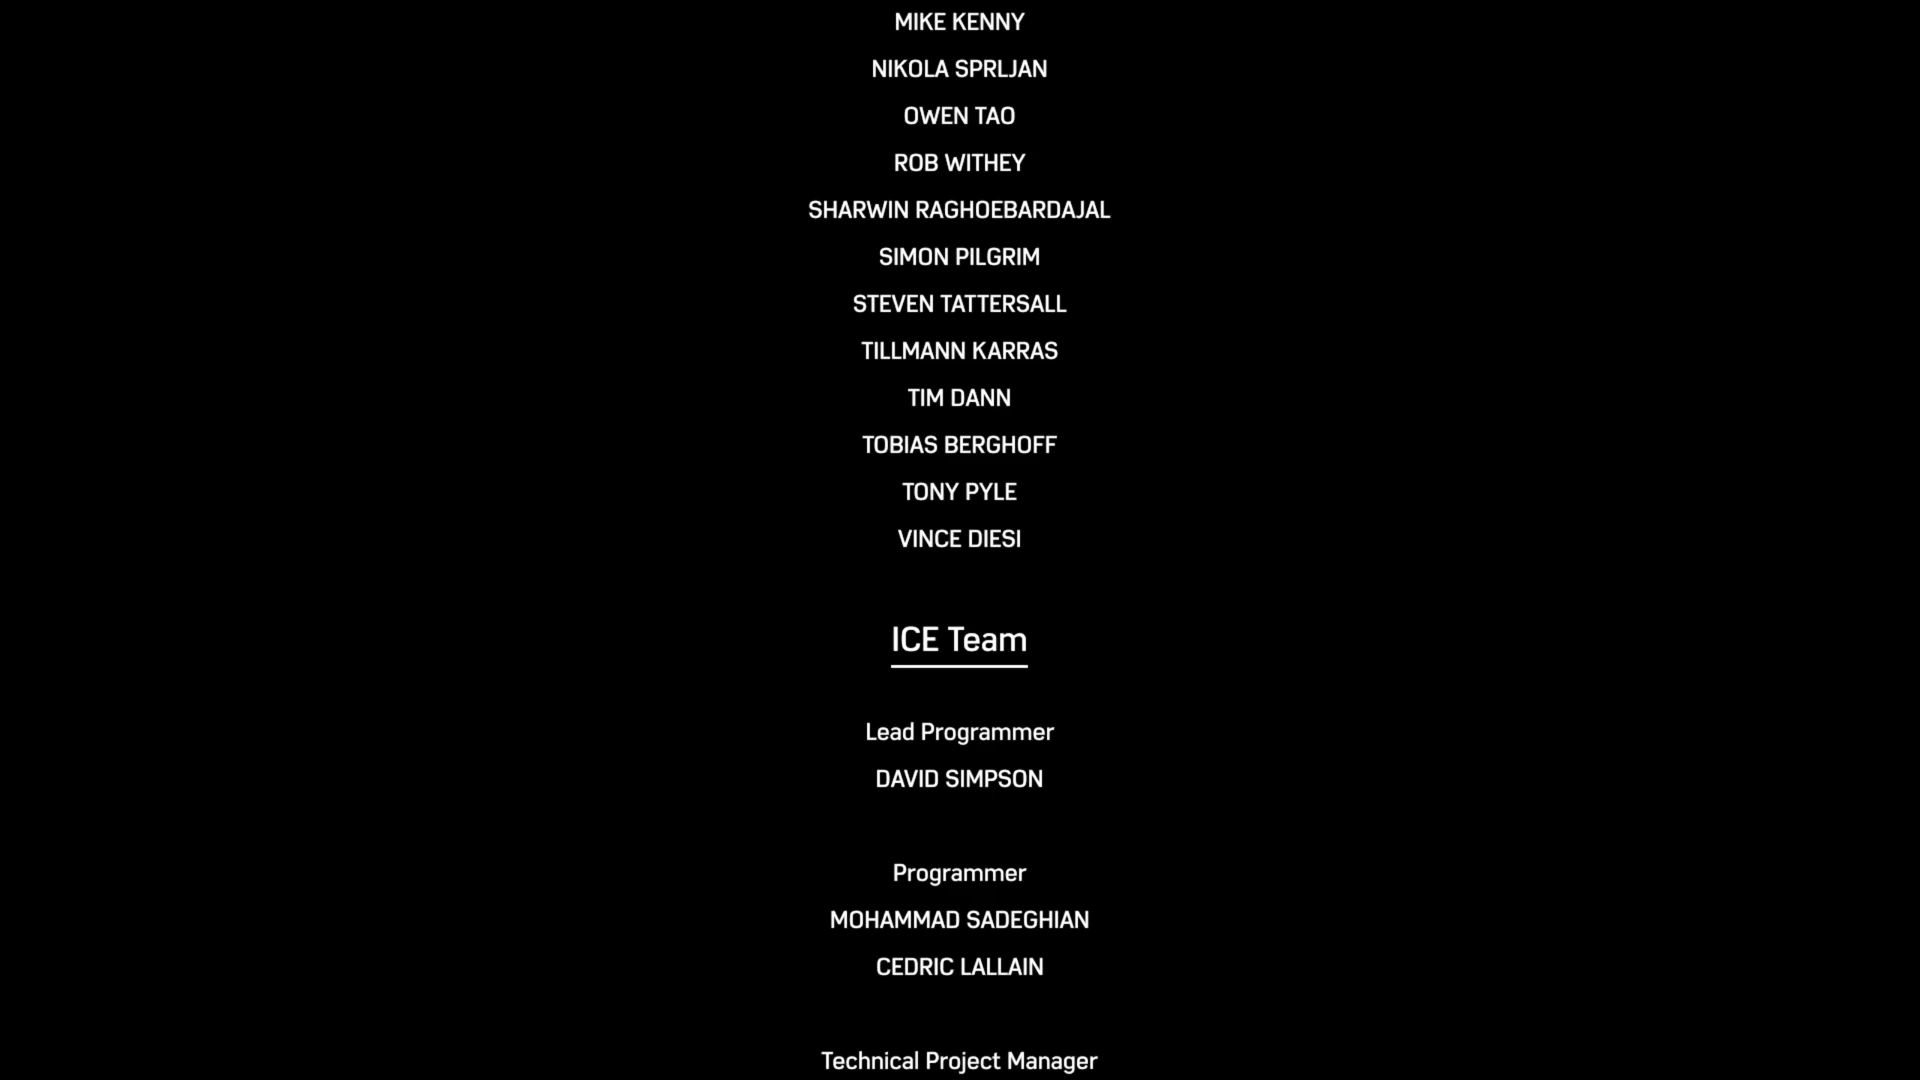 MIKE KENNY
NIKOLA SPRLJAN
OWEN TAO
ROB WITHEY
SHARWIN RAGHOEBARDAJAL
SIMON PILGRIM
STEVEN TATTERSALL
TILLMANN KARRAS
TIM DANN
TOBIAS BERGHOFF
TONY PYLE
VINCE DIESI
ICE Team
Lead Programmer
DAVID SIMPSON
Programmer
MOHAMMAD SADEGHIAN
CEDRIC LALLAIN
Technical Project Manager